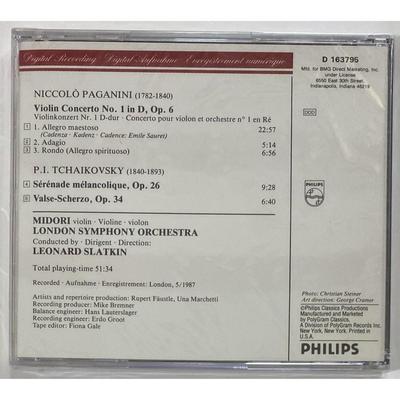 Digital Recording Digital-Aufnahme Enregistrement numérique
D 163795
Mfd. for BMG Direct Marketing, Inc.
under License
6550 East 30th Street,
Indianapolis, Indiana 46219
NICCOLÒ PAGANINI (1782-1840)
Violin Concerto No. 1 in D, Op. 6
Violinkonzert Nr. 1 D-dur · Concerto pour violon et orchestre n° 1 en Ré
1. Allegro maestoso 22:57
(Cadenza · Kadenz · Cadence: Emile Sauret)
2. Adagio 5:14
3. Rondo (Allegro spirituoso) 6:56
DDD
P.I. TCHAIKOVSKY (1840-1893)
4 Sérénade mélancolique, Op. 26 9:28
5 Valse-Scherzo, Op. 34 6:40
PHILIPS
MIDORI violin · Violine · violon
LONDON SYMPHONY ORCHESTRA
Conducted by · Dirigent · Direction:
LEONARD SLATKIN
Total playing-time 51:34
Recorded · Aufnahme · Enregistrement: London, 5/1987
Artists and repertoire production: Rupert Fäustle, Una Marchetti
Recording producer: Mike Bremner
Balance engineer: Hans Lauterslager
Recording engineer: Erdo Groot
Tape editor: Fiona Gale
Photo: Christian Steiner
Art direction: George Cramer
©Philips Classics Productions
Manufactured and Marketed
by PolyGram Classics,
A Division of PolyGram Records Inc.
New York, New York. Printed in
U.S.A.
PHILIPS